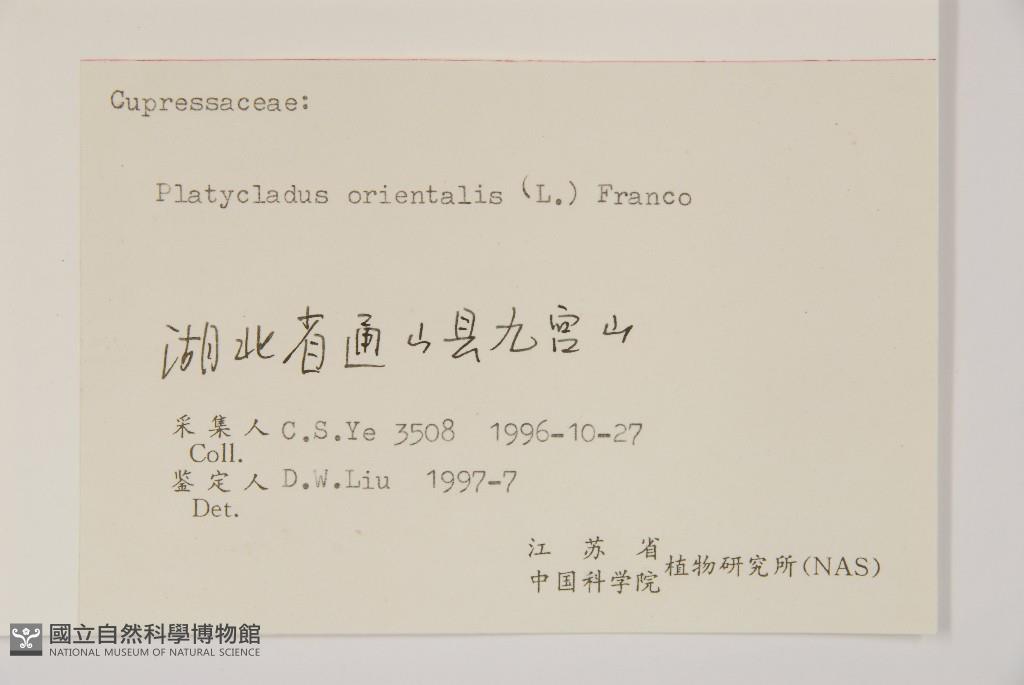 Cupressaceae:
Platycladus orientalis (L.) Franco
湖北省通山县九宫山
采集人 C.S.Ye 3508 1996-10-27
Coll.
鉴定人 D.W.Liu 1997-7
Det.
江苏省
中国科学院
植物研究所(NAS)
國立自然科學博物館
NATIONAL MUSEUM OF NATURAL SCIENCE